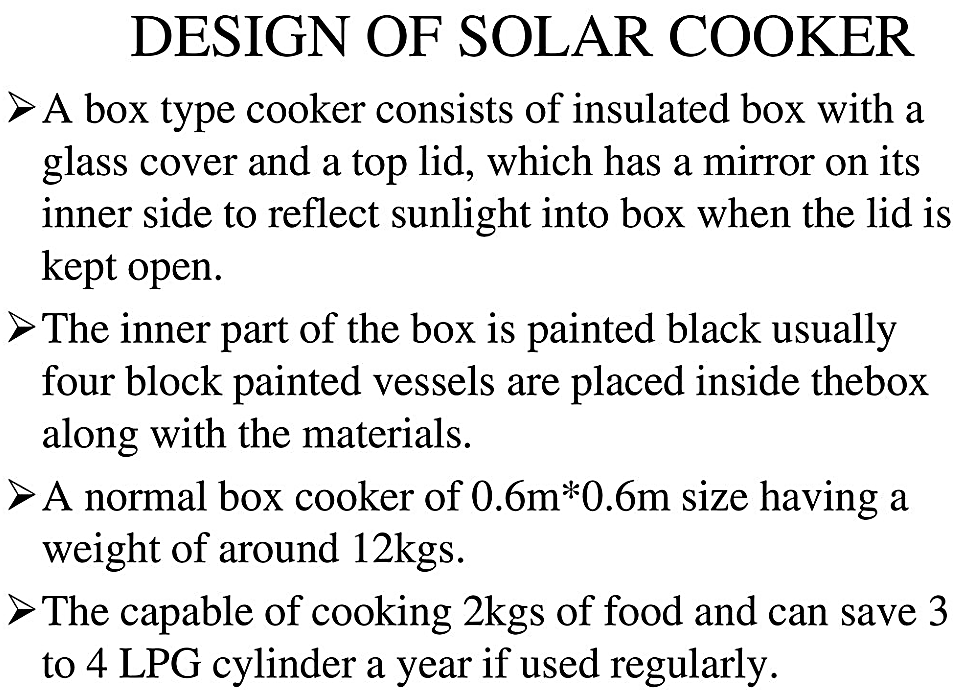 DESIGN OF SOLAR COOKER
➢A box type cooker consists of insulated box with a
glass cover and a top lid, which has a mirror on its
inner side to reflect sunlight into box when the lid is
kept open.
➢The inner part of the box is painted black usually
four block painted vessels are placed inside thebox
along with the materials.
➢A normal box cooker of 0.6m*0.6m size having a
weight of around 12kgs.
➢The capable of cooking 2kgs of food and can save 3
to 4 LPG cylinder a year if used regularly.